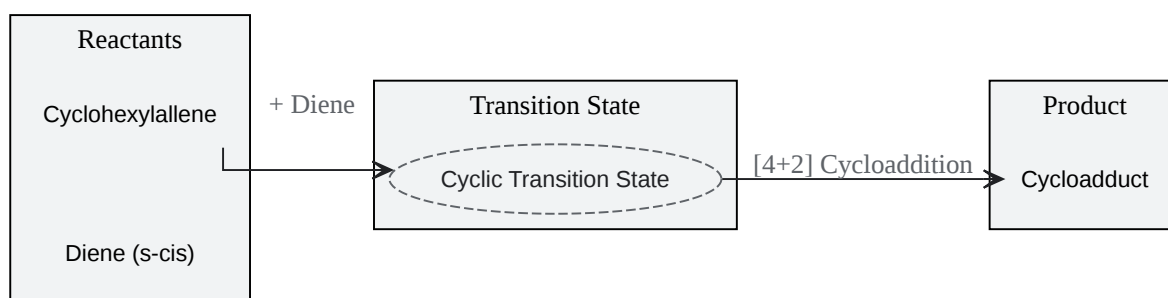 Reactants
Cyclohexylallene
Diene (s-cis)
+ Diene
Transition State
Cyclic Transition State
[4+2] Cycloaddition
Product
Cycloadduct